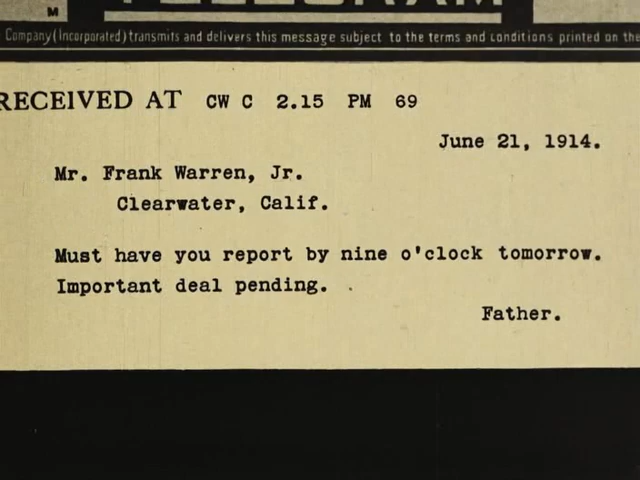 TELEGRAM
M
Company (Incorporated) transmits and delivers this message subject to the terms and conditions printed on the
RECEIVED AT CW C 2.15 PM 69
June 21, 1914.
Mr. Frank Warren, Jr.
Clearwater, Calif.
Must have you report by nine o'clock tomorrow.
Important deal pending.
Father.